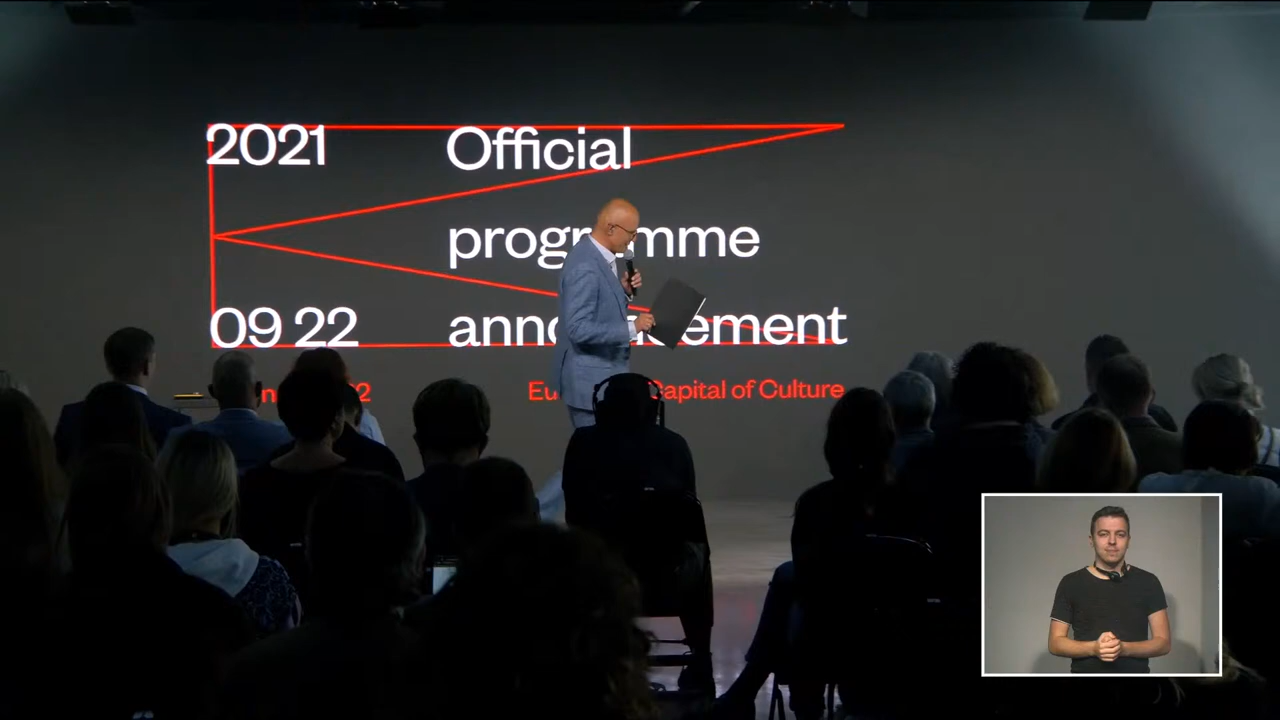 2021 Official
programme
09 22 announcement
Capital of Culture